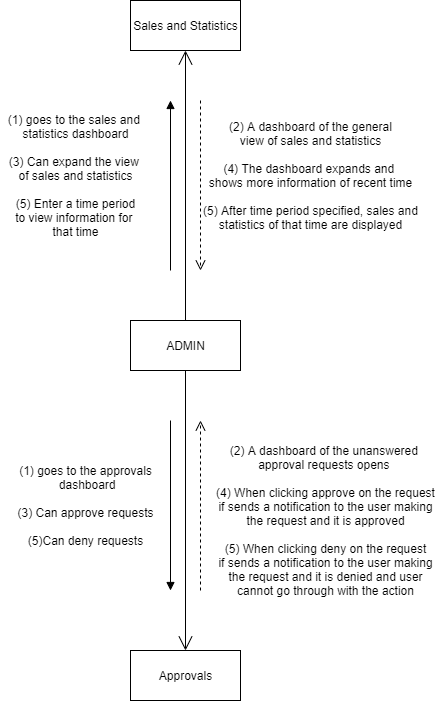 Sales and Statistics
(1) goes to the sales and
statistics dashboard
(3) Can expand the view
of sales and statistics
(5) Enter a time period
to view information for
that time
(2) A dashboard of the general
view of sales and statistics
(4) The dashboard expands and
shows more information of recent time
(5) After time period specified, sales and
statistics of that time are displayed
ADMIN
(1) goes to the approvals
dashboard
(3) Can approve requests
(5)Can deny requests
(2) A dashboard of the unanswered
approval requests opens
(4) When clicking approve on the request
if sends a notification to the user making
the request and it is approved
(5) When clicking deny on the request
if sends a notification to the user making
the request and it is denied and user
cannot go through with the action
Approvals